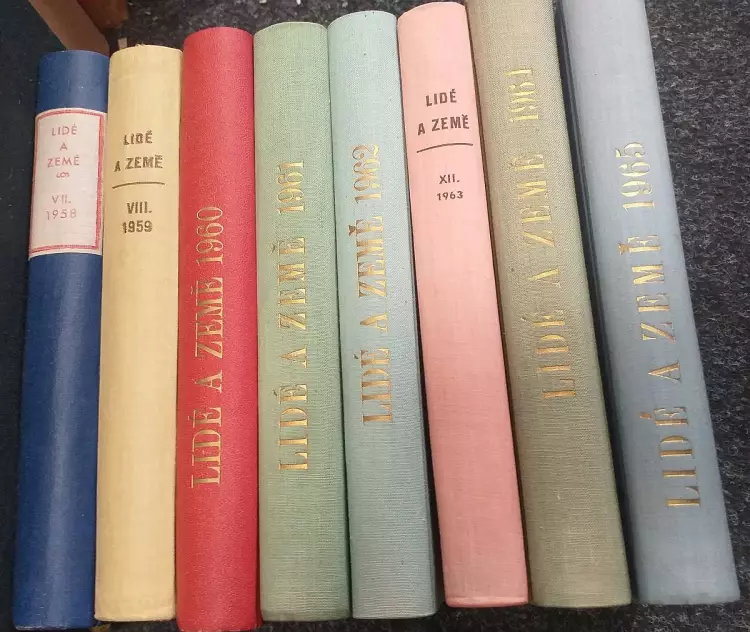 LIDÉ
A
ZEMĚ
VII.
1958
LIDÉ
A ZEMĚ
VIII.
1959
LIDÉ A ZEMĚ 1960
LIDÉ A ZEMĚ 1961
LIDÉ A ZEMĚ 1962
LIDÉ
A ZEMĚ
XII.
1963
LIDÉ A ZEMĚ 1964
LIDÉ A ZEMĚ 1965